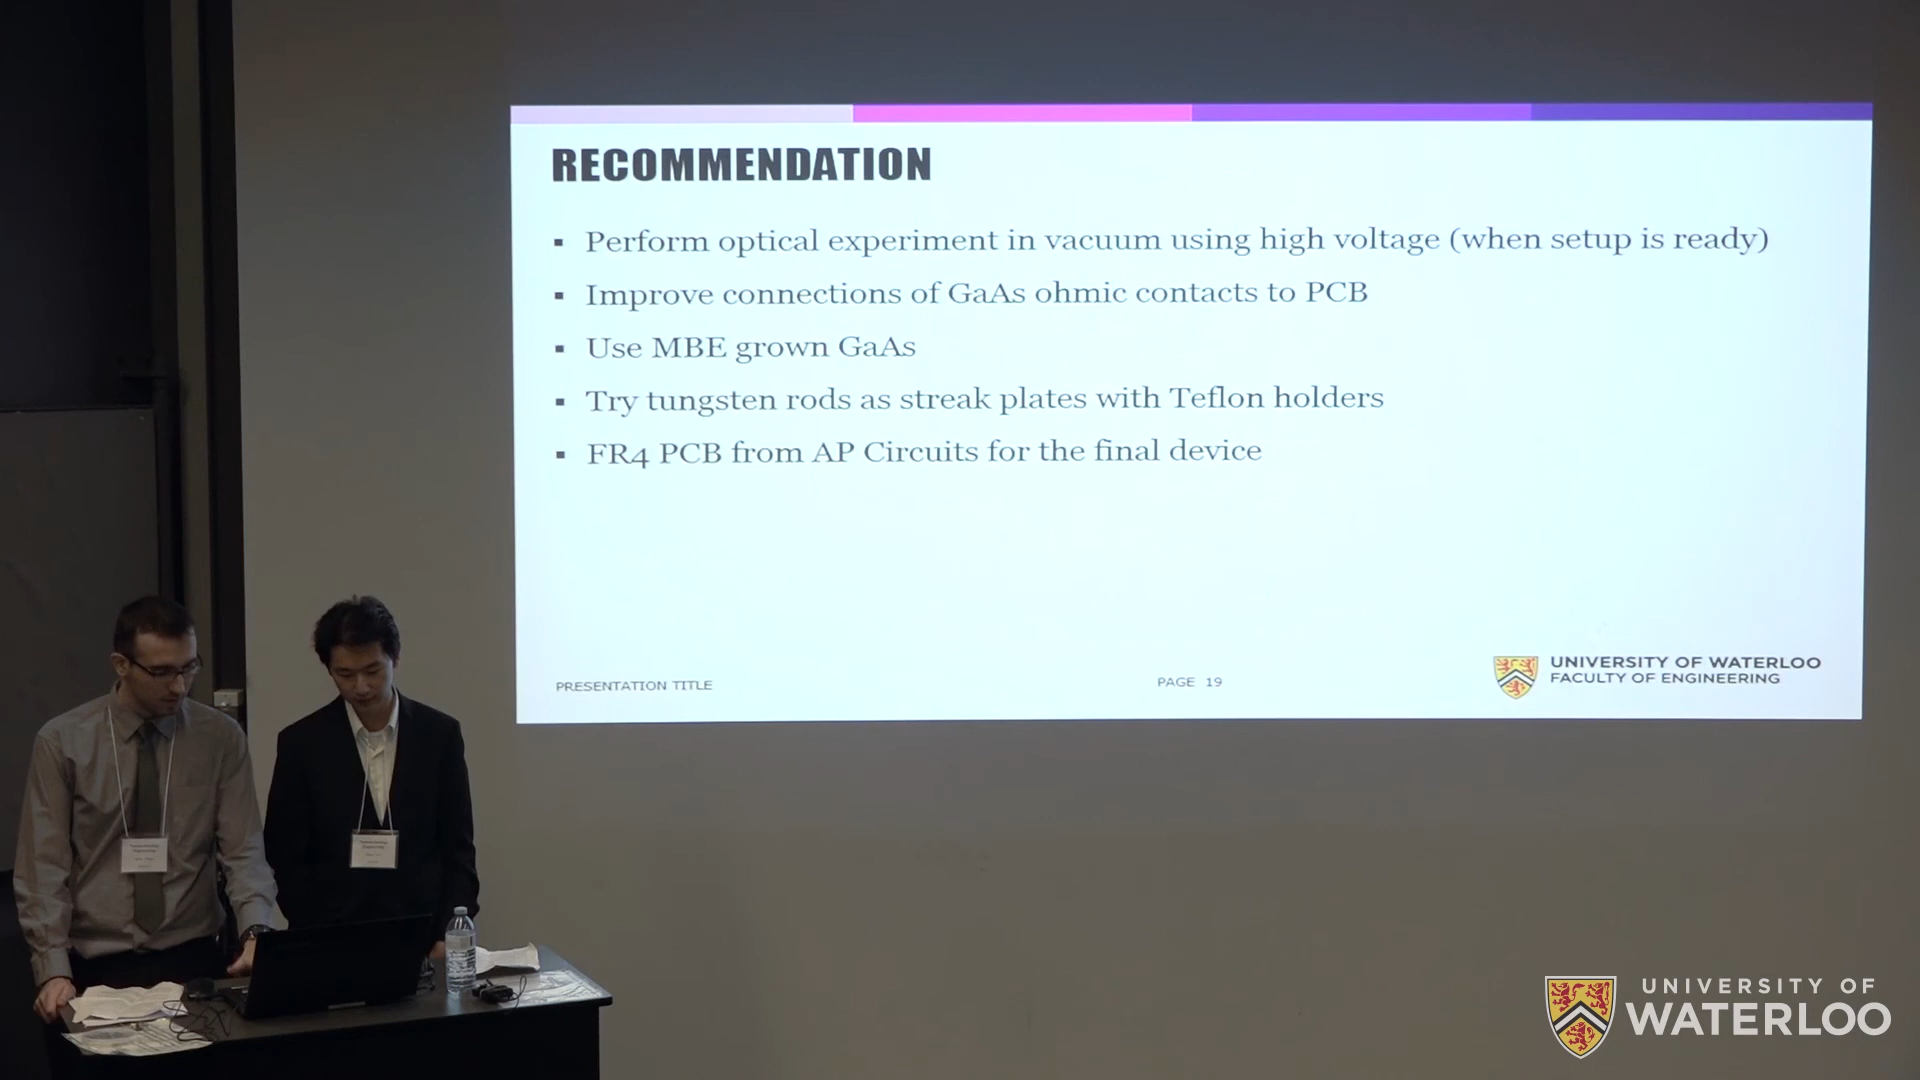 RECOMMENDATION
▪ Perform optical experiment in vacuum using high voltage (when setup is ready)
▪ Improve connections of GaAs ohmic contacts to PCB
▪ Use MBE grown GaAs
▪ Try tungsten rods as streak plates with Teflon holders
▪ FR4 PCB from AP Circuits for the final device
PRESENTATION TITLE
PAGE 19
UNIVERSITY OF WATERLOO
FACULTY OF ENGINEERING
UNIVERSITY OF
WATERLOO